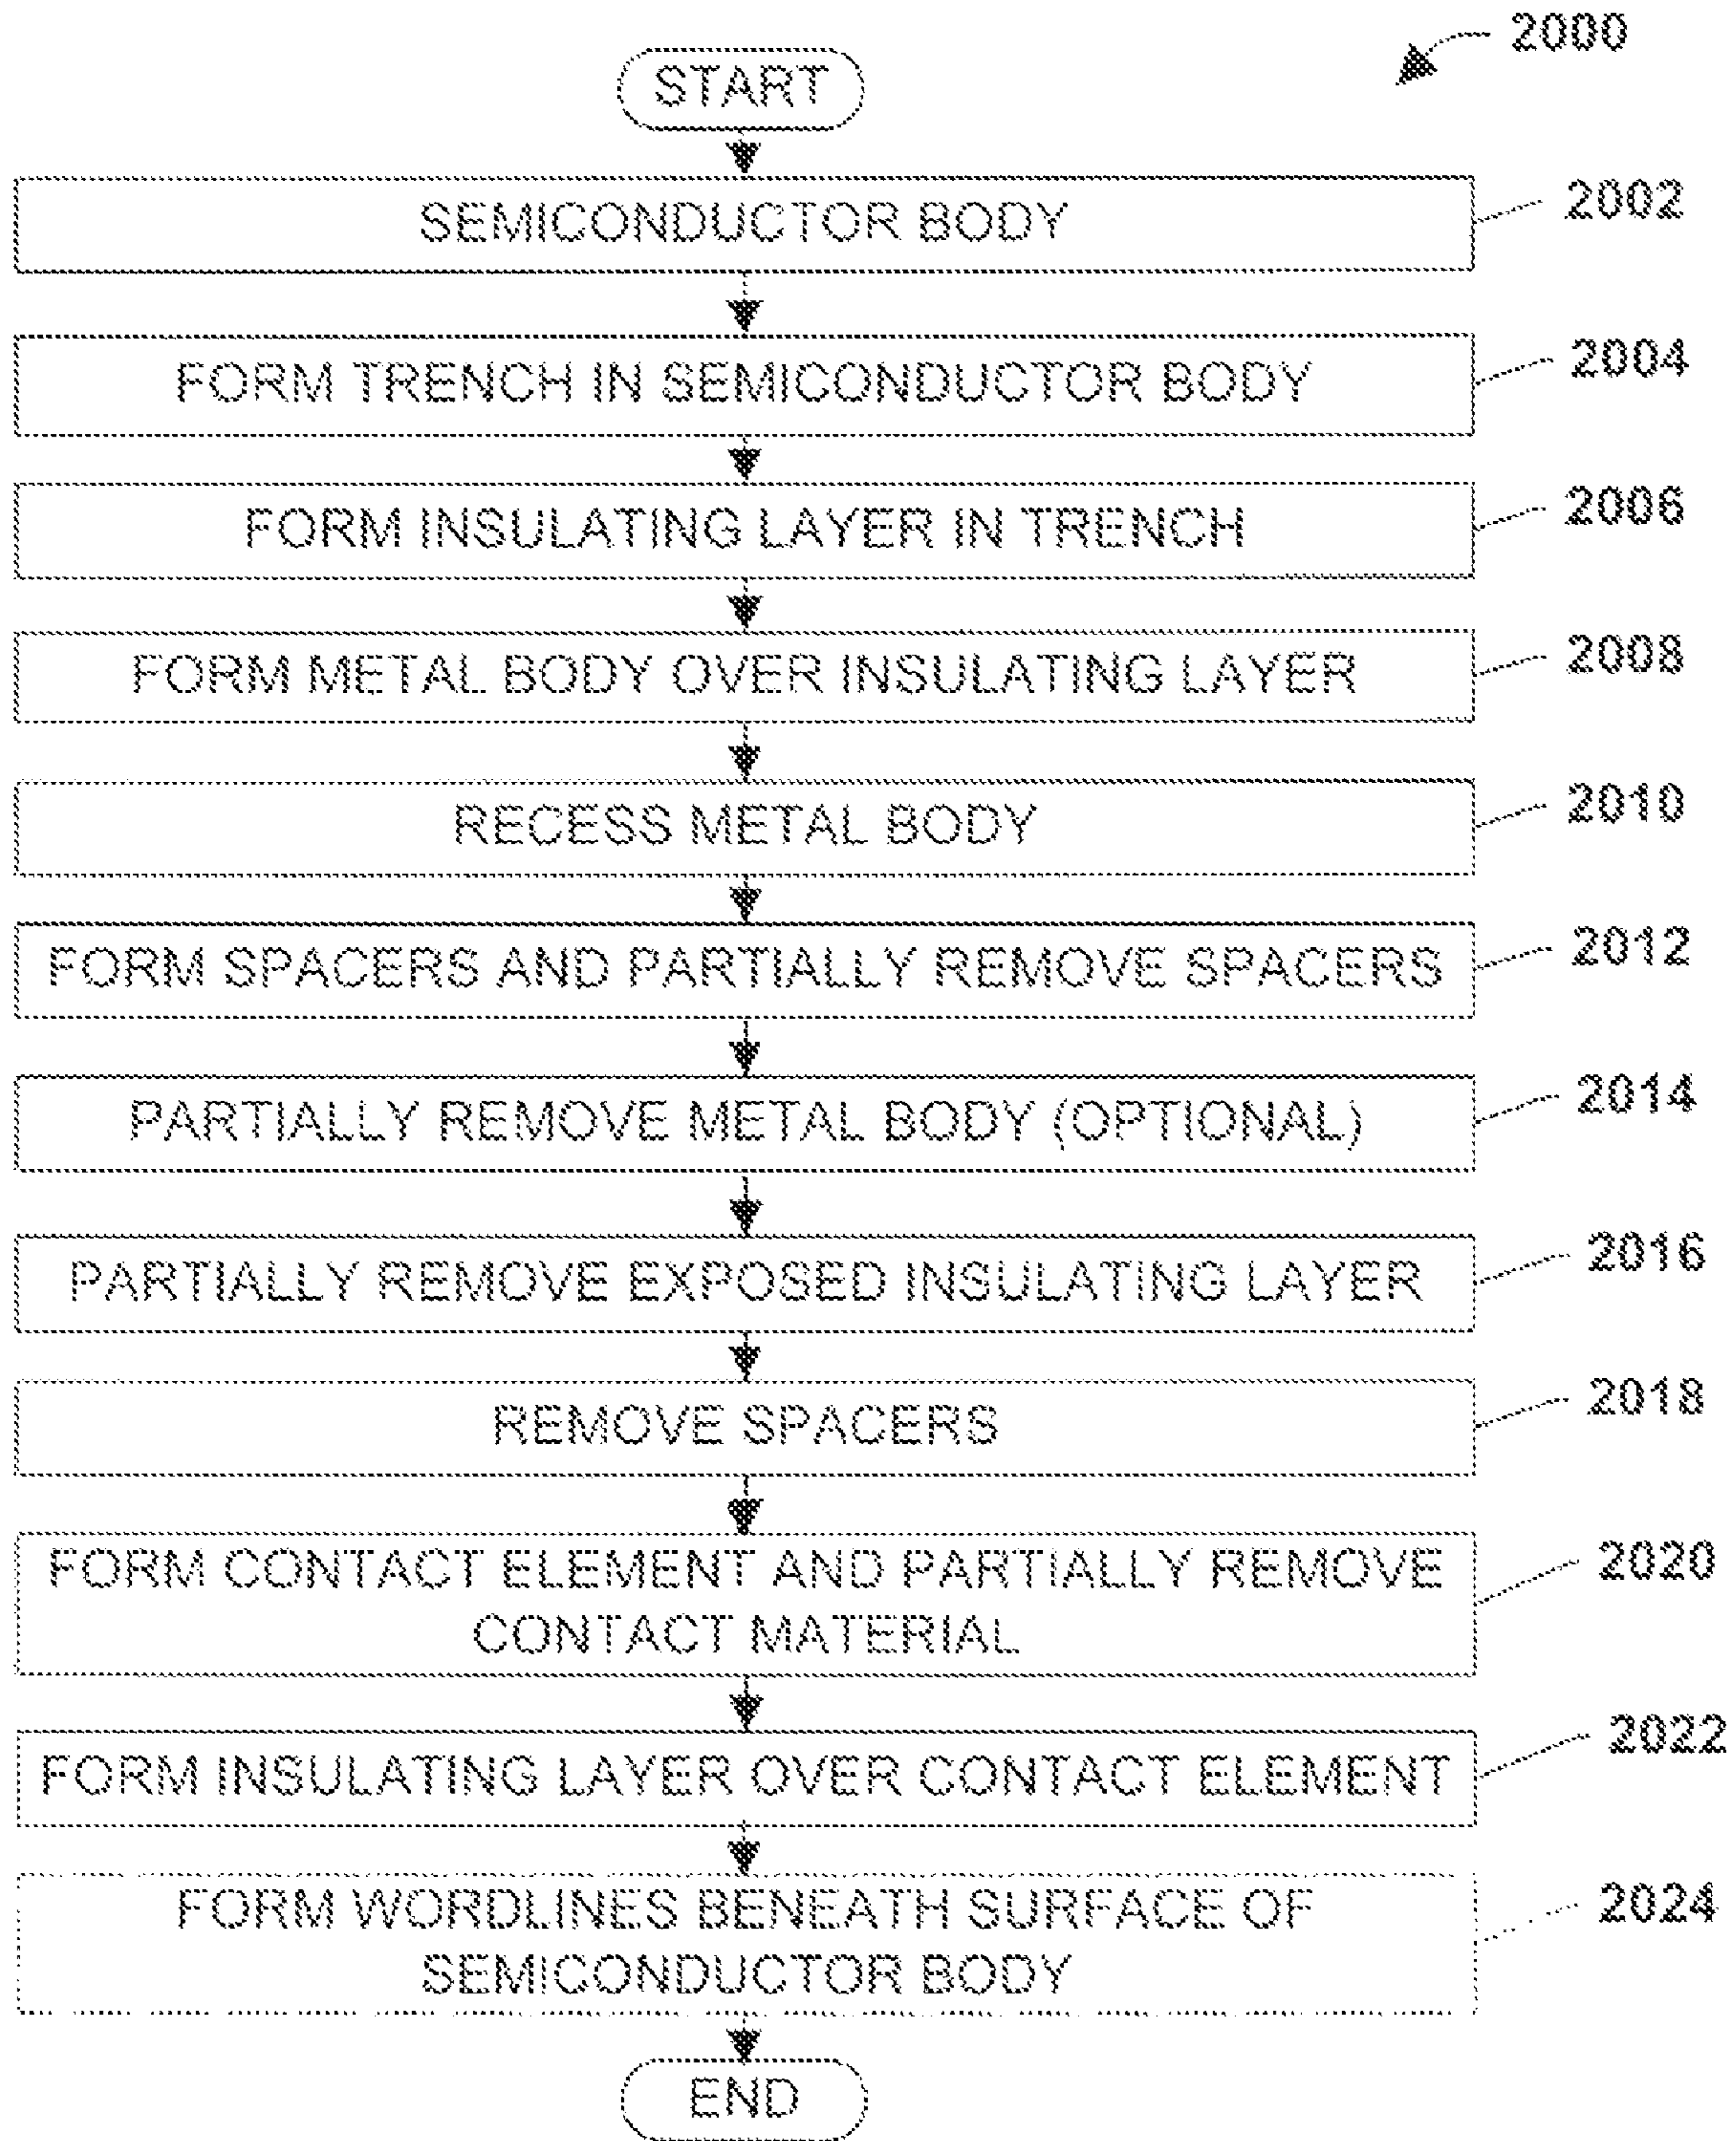 2000
START
SEMICONDUCTOR BODY
2002
FORM TRENCH IN SEMICONDUCTOR BODY
2004
FORM INSULATING LAYER IN TRENCH
2006
FORM METAL BODY OVER INSULATING LAYER
2008
RECESS METAL BODY
2010
FORM SPACERS AND PARTIALLY REMOVE SPACERS
2012
PARTIALLY REMOVE METAL BODY (OPTIONAL)
2014
PARTIALLY REMOVE EXPOSED INSULATING LAYER
2016
REMOVE SPACERS
2018
FORM CONTACT ELEMENT AND PARTIALLY REMOVE
CONTACT MATERIAL
2020
FORM INSULATING LAYER OVER CONTACT ELEMENT
2022
FORM WORDLINES BENEATH SURFACE OF
SEMICONDUCTOR BODY
2024
END